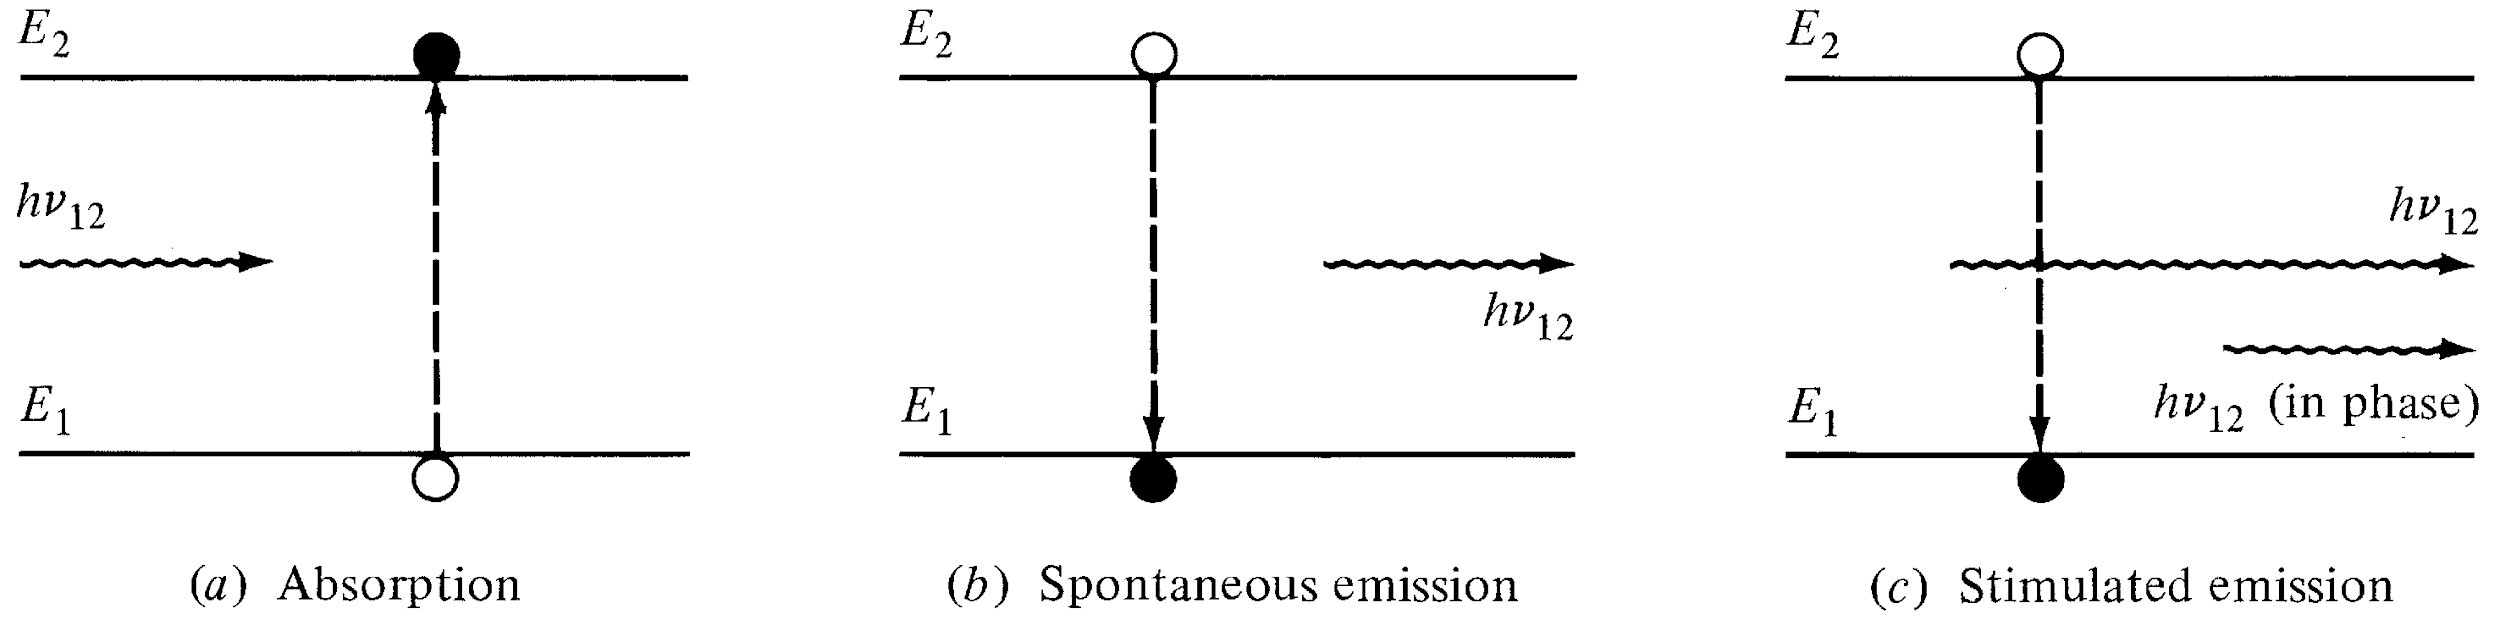 E₂
hν₁₂
E₁
(a) Absorption
E₂
hν₁₂
E₁
(b) Spontaneous emission
E₂
hν₁₂
E₁
hν₁₂ (in phase)
(c) Stimulated emission